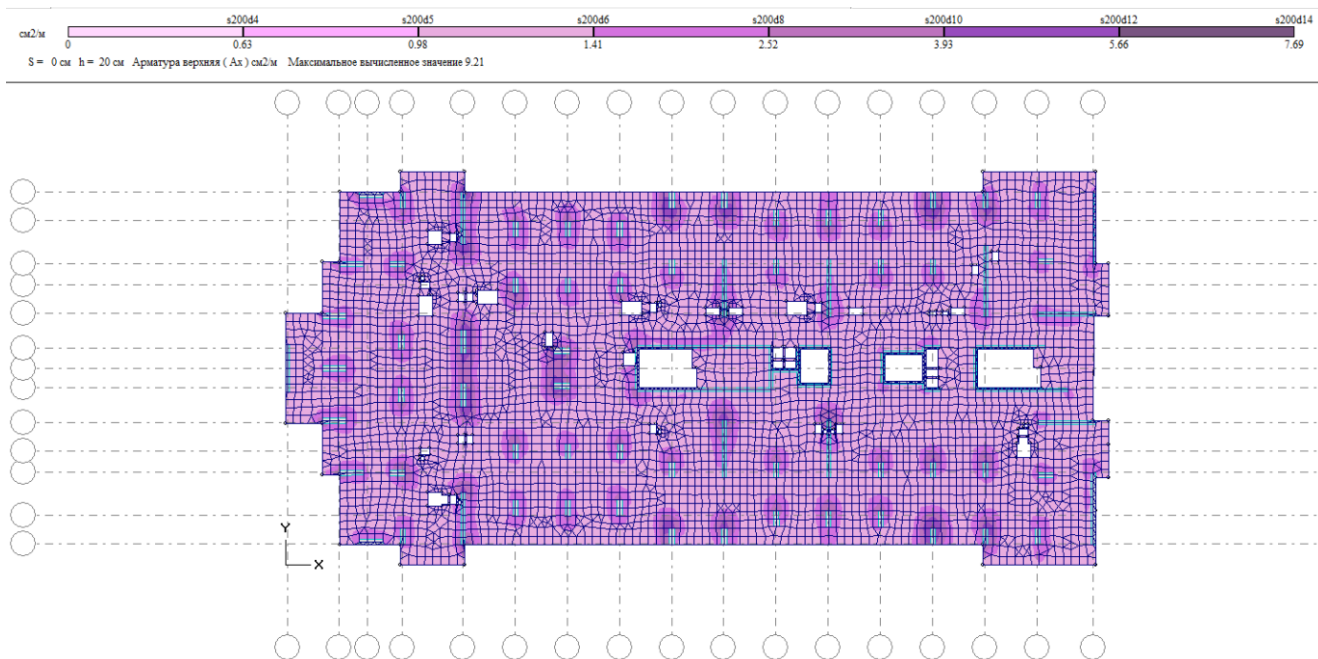 s200d4 s200d5 s200d6 s200d8 s200d10 s200d12 s200d14
см2/м
0 0.63 0.98 1.41 2.52 3.93 5.66 7.69
S = 0 см h = 20 см Арматура верхняя ( Ax ) см2/м Максимальное вычисленное значение 9.21
Y
X